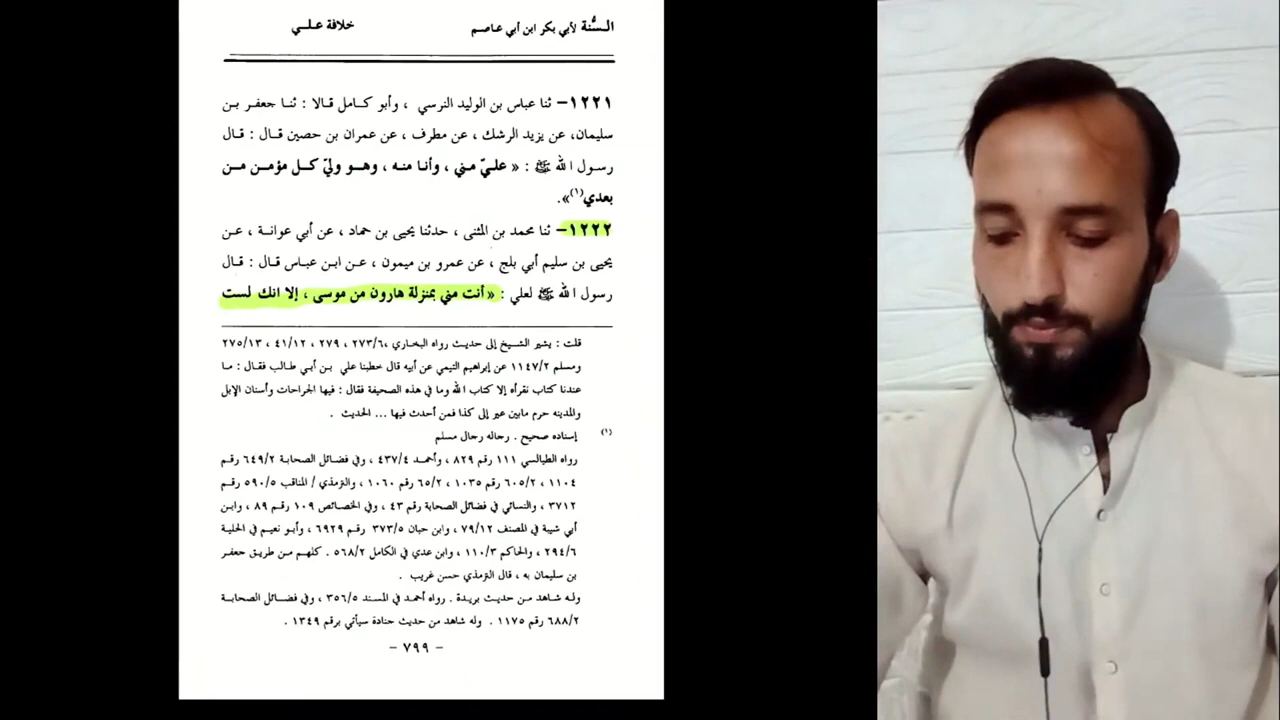 السنة لأبي بكر ابن أبي عاصم خلافة علي
١٢٢١- ثنا عباس بن الوليد النرسي ، وأبو كامل قالا : ثنا جعفر بن
سليمان، عن يزيد الرشك ، عن مطرف ، عن عمران بن حصين قال : قال
رسول الله ﷺ : « عليّ مني ، وأنا منه ، وهو وليّ كل مؤمن من
بعدي(١)».
١٢٢٢- ثنا محمد بن المثنى ، حدثنا يحيى بن حماد ، عن أبي عوانة ، عن
يحيى بن سليم أبي بلج ، عن عمرو بن ميمون ، عن ابن عباس قال : قال
رسول الله ﷺ لعلي : « أنت مني بمنزلة هارون من موسى ، إلا انك لست
قلت : يشير الشيخ إلى حديث رواه البخاري ،٢٧٣/٦ ، ٢٧٩ ، ٤١/١٢ ، ٢٧٥/١٣
ومسلم ١١٤٧/٢ عن إبراهيم التيمي عن أبيه قال خطبنا علي بن أبي طالب فقال : ما
عندنا كتاب نقرأه إلا كتاب الله وما في هذه الصحيفة فقال : فيها الجراحات وأسنان الإبل
والمدينه حرم مابين عير إلى كذا فمن أحدث فيها ... الحديث .
(١) إسناده صحيح . رجاله رجال مسلم
رواه الطيالسي ١١١ رقم ٨٢٩ ، وأحمد ٤٣٧/٤ ، وفي فضائل الصحابة ٦٤٩/٢ رقم
١١٠٤ ، ٦٠٥/٢ رقم ١٠٣٥ ، ٦٥/٢ رقم ١٠٦٠ ، والترمذي / المناقب ٥٩٠/٥ رقم
٣٧١٢ ، والنسائي في فضائل الصحابة رقم ٤٣ ، وفي الخصائص ١٠٩ رقم ٨٩ ، وابن
أبي شيبة في المصنف ٧٩/١٢ ، وابن حبان ٣٧٣/٥ رقم ٦٩٢٩ ، وأبو نعيم في الحلية
٢٩٤/٦ ، والحاكم ١١٠/٣ ، وابن عدي في الكامل ٥٦٨/٢ . كلهم من طريق جعفر
بن سليمان به ، قال الترمذي حسن غريب .
وله شاهد من حديث بريدة . رواه أحمد في المسند ٣٥٦/٥ ، وفي فضائل الصحابة
٦٨٨/٢ رقم ١١٧٥ . وله شاهد من حديث جنادة سيأتي برقم ١٣٤٩ .
- ٧٩٩ -